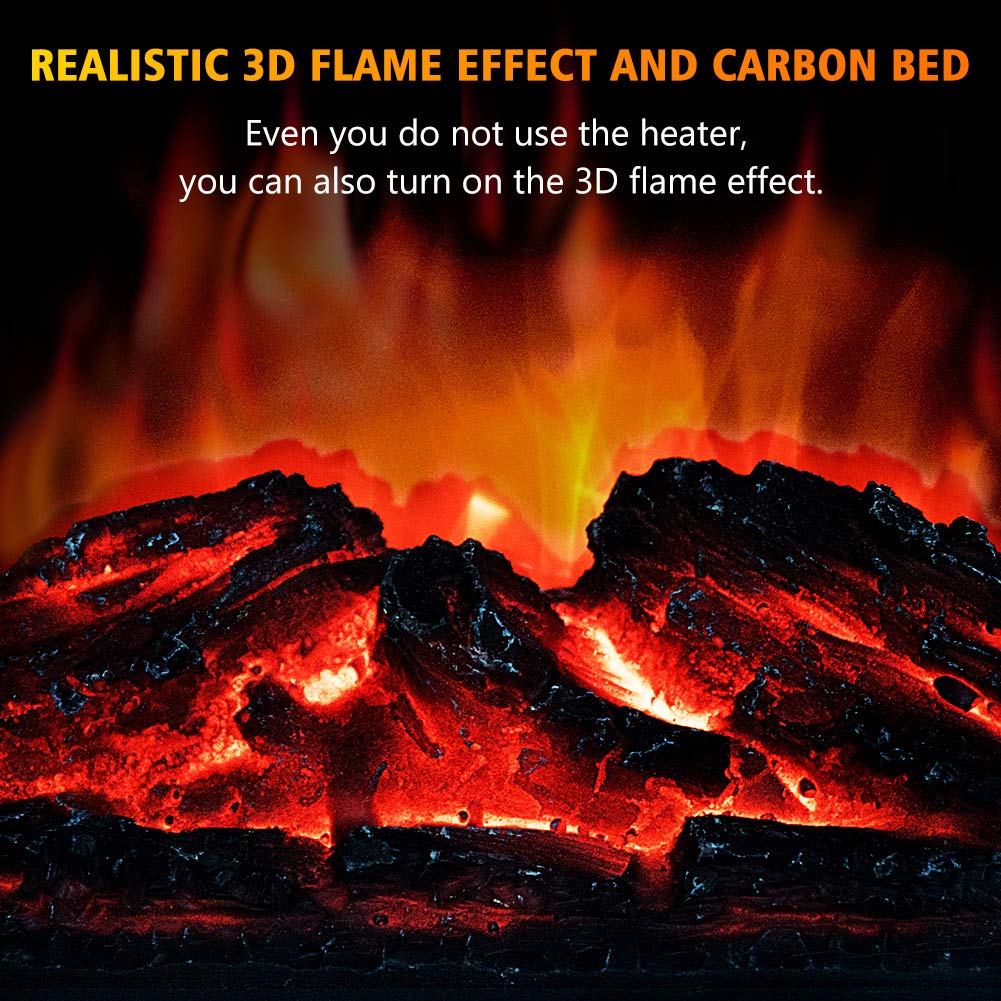 REALISTIC 3D FLAME EFFECT AND CARBON BED
Even you do not use the heater,
you can also turn on the 3D flame effect.